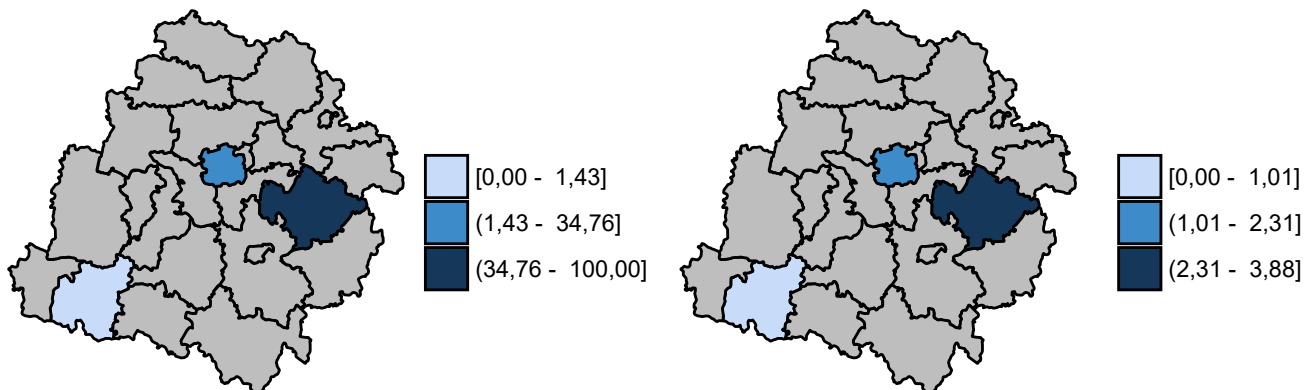 [0,00 - 1,43]
(1,43 - 34,76]
(34,76 - 100,00]
[0,00 - 1,01]
(1,01 - 2,31]
(2,31 - 3,88]